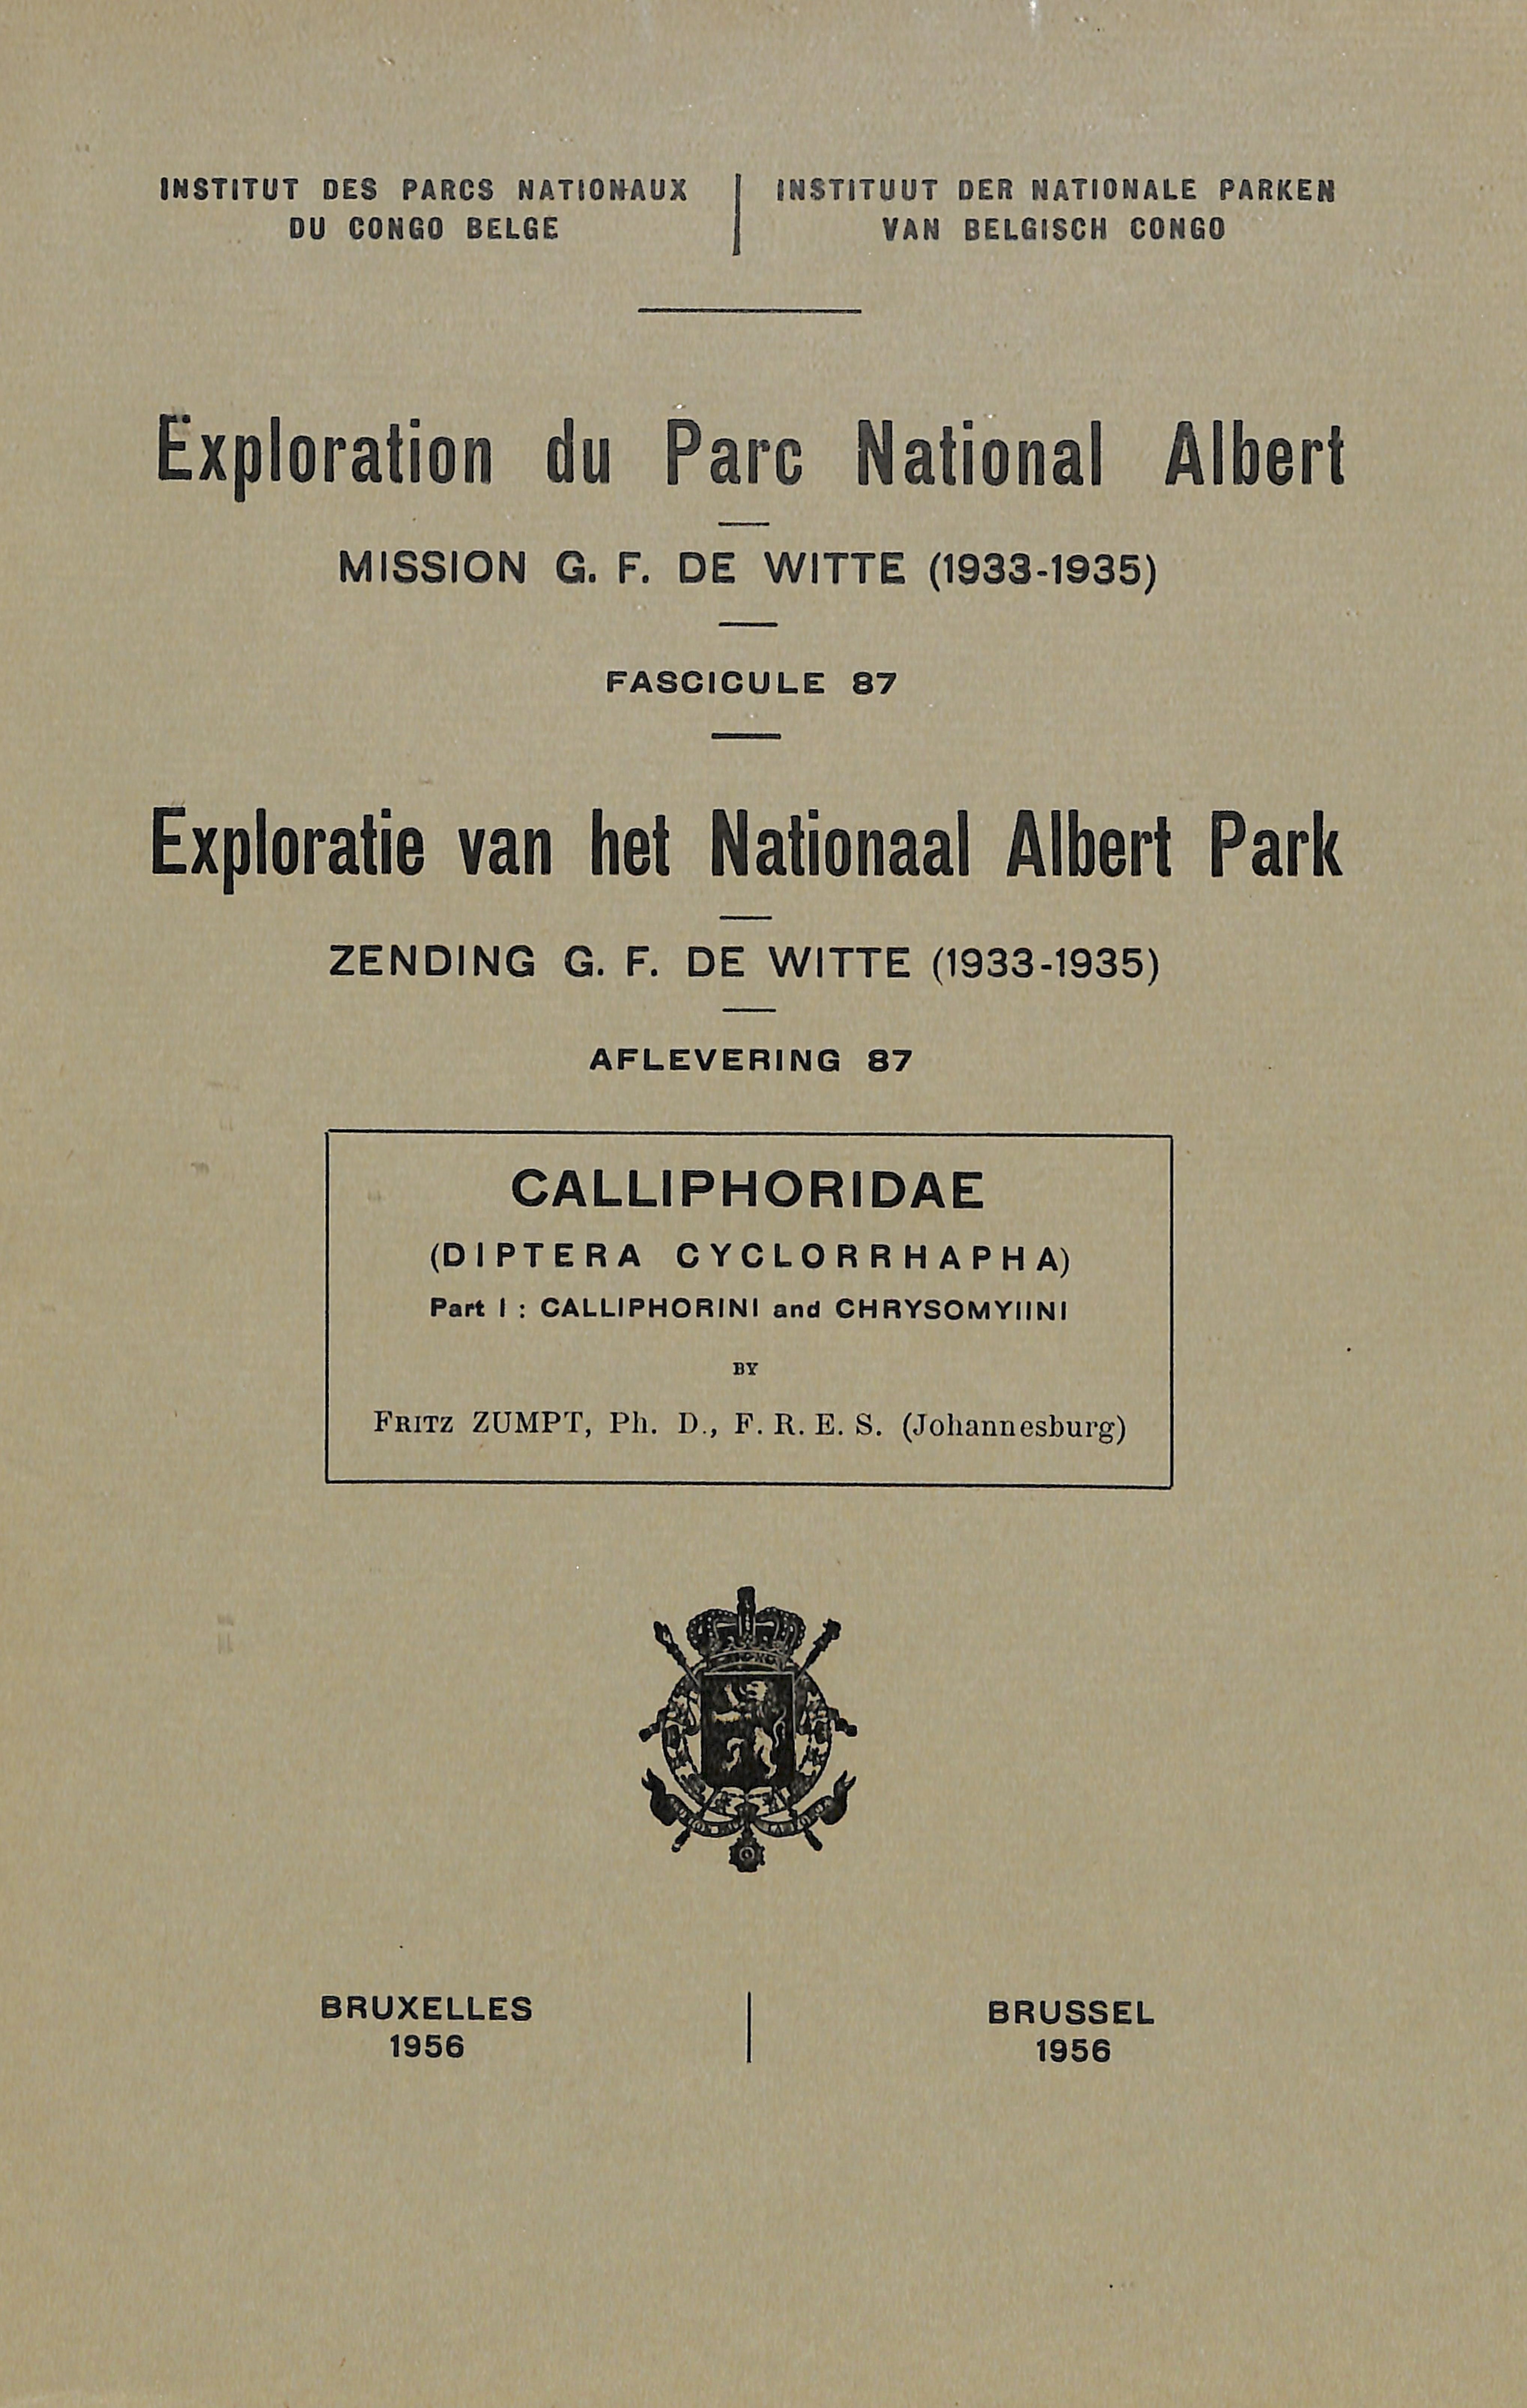 INSTITUT DES PARCS NATIONAUX
DU CONGO BELGE
INSTITUUT DER NATIONALE PARKEN
VAN BELGISCH CONGO
Exploration du Parc National Albert
MISSION G. F. DE WITTE (1933-1935)
FASCICULE 87
Exploratie van het Nationaal Albert Park
ZENDING G. F. DE WITTE (1933-1935)
AFLEVERING 87
CALLIPHORIDAE
(DIPTERA CYCLORRHAPHA)
Part I : CALLIPHORINI and CHRYSOMYIINI
BY
FRITZ ZUMPT, Ph. D., F. R. E. S. (Johannesburg)
BRUXELLES
1956
BRUSSEL
1956